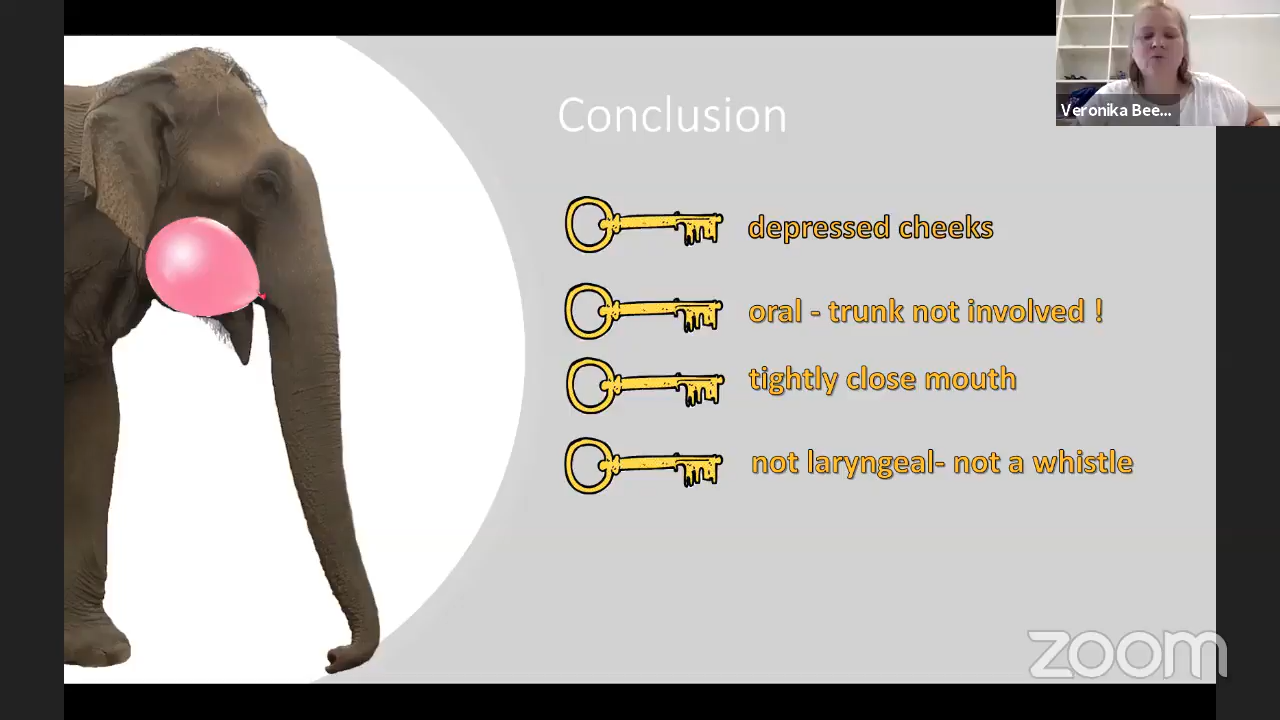 Veronika Bee...
Conclusion
depressed cheeks
oral - trunk not involved !
tightly close mouth
not laryngeal- not a whistle
zoom